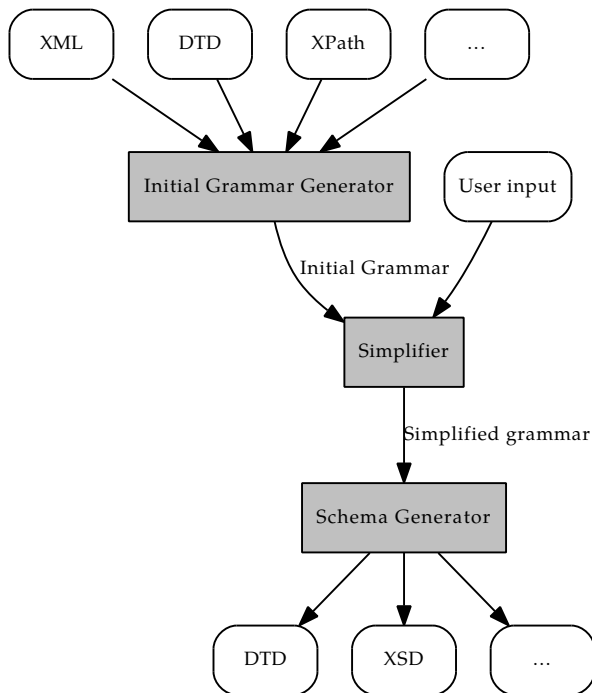 XML
DTD
XPath
...
Initial Grammar Generator
User input
Initial Grammar
Simplifier
Simplified grammar
Schema Generator
DTD
XSD
...